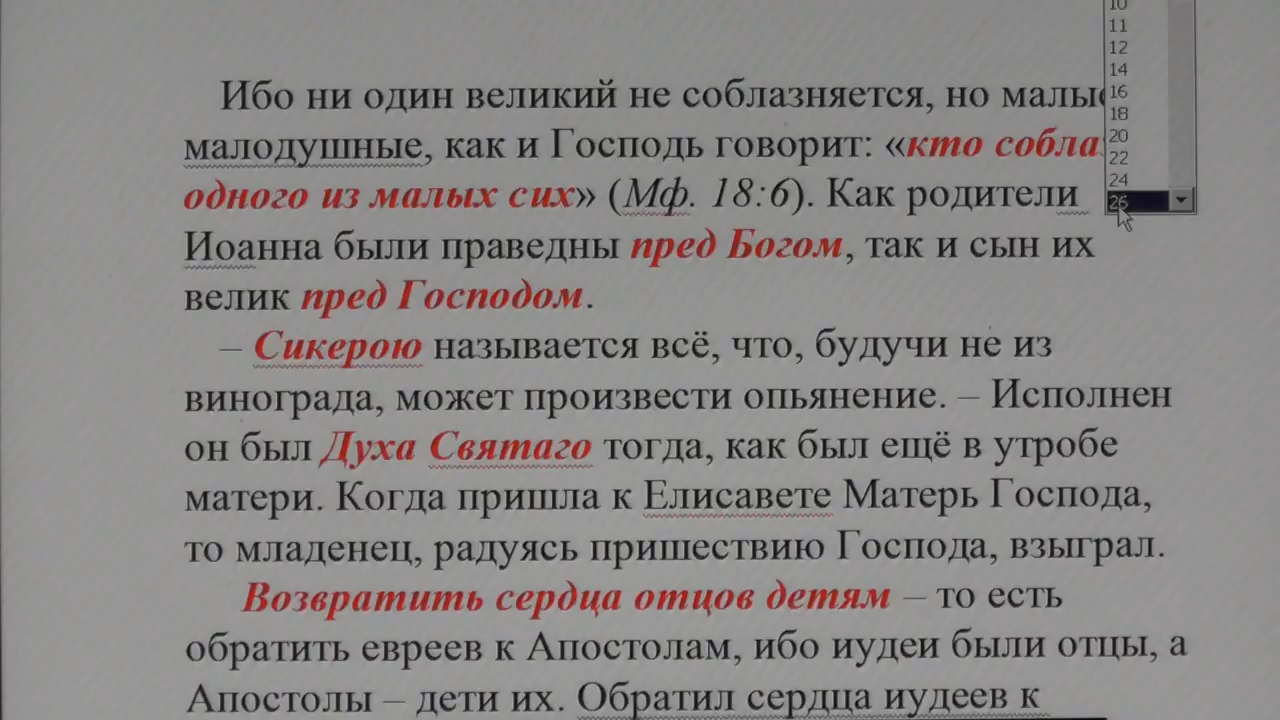 10
11
12
14
16
18
20
22
24
26
Ибо ни один великий не соблазняется, но малые
малодушные, как и Господь говорит: «кто собла
одного из малых сих» (Мф. 18:6). Как родители
Иоанна были праведны пред Богом, так и сын их
велик пред Господом.
– Сикерою называется всё, что, будучи не из
винограда, может произвести опьянение. – Исполнен
он был Духа Святаго тогда, как был ещё в утробе
матери. Когда пришла к Елисавете Матерь Господа,
то младенец, радуясь пришествию Господа, взыграл.
Возвратить сердца отцов детям – то есть
обратить евреев к Апостолам, ибо иудеи были отцы, а
Апостолы – дети их. Обратил сердца иудеев к